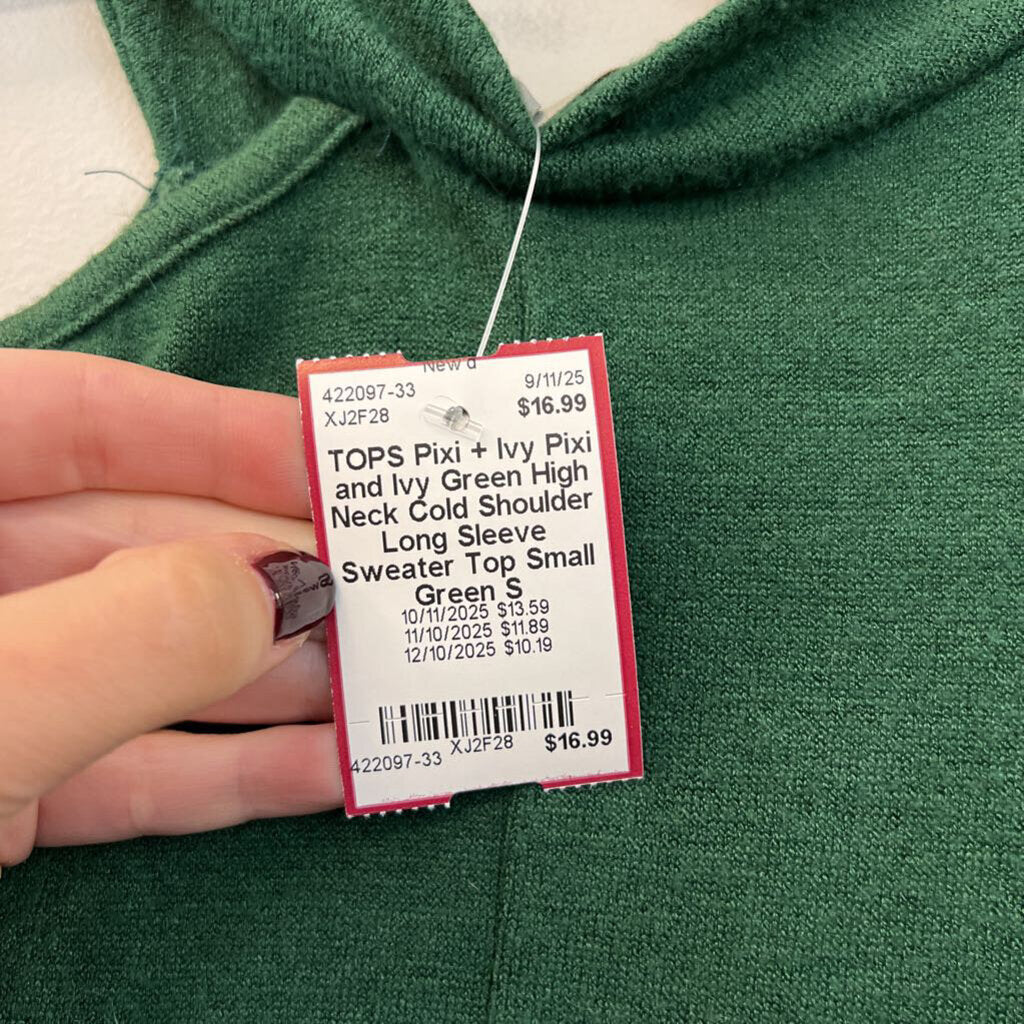 New d
422097-33 9/11/25
XJ2F28 $16.99
TOPS Pixi + Ivy Pixi
and Ivy Green High
Neck Cold Shoulder
Long Sleeve
Sweater Top Small
Green S
10/11/2025 $13.59
11/10/2025 $11.89
12/10/2025 $10.19
422097-33 XJ2F28 $16.99